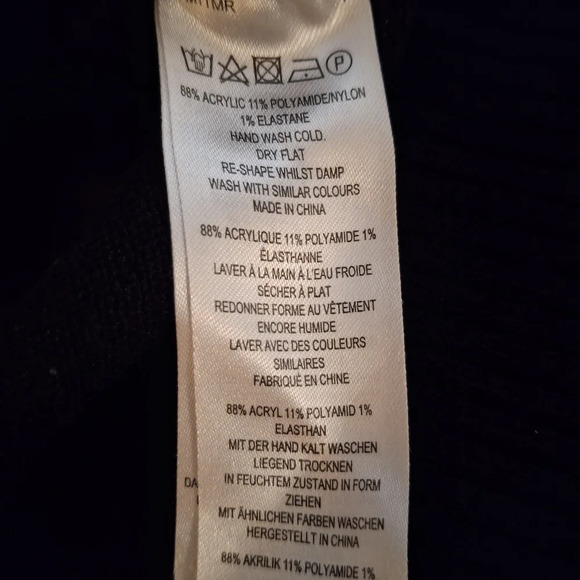 MTTMR
P
88% ACRYLIC 11% POLYAMIDE/NYLON
1% ELASTANE
HAND WASH COLD.
DRY FLAT
RE-SHAPE WHILST DAMP
WASH WITH SIMILAR COLOURS
MADE IN CHINA
88% ACRYLIQUE 11% POLYAMIDE 1%
ÉLASTHANNE
LAVER À LA MAIN À L'EAU FROIDE
SÉCHER À PLAT
REDONNER FORME AU VÊTEMENT
ENCORE HUMIDE
LAVER AVEC DES COULEURS
SIMILAIRES
FABRIQUÉ EN CHINE
88% ACRYL 11% POLYAMID 1%
ELASTHAN
MIT DER HAND KALT WASCHEN
LIEGEND TROCKNEN
DA
IN FEUCHTEM ZUSTAND IN FORM
ZIEHEN
MIT ÄHNLICHEN FARBEN WASCHEN
HERGESTELLT IN CHINA
88% AKRILIK 11% POLYAMIDE 1%